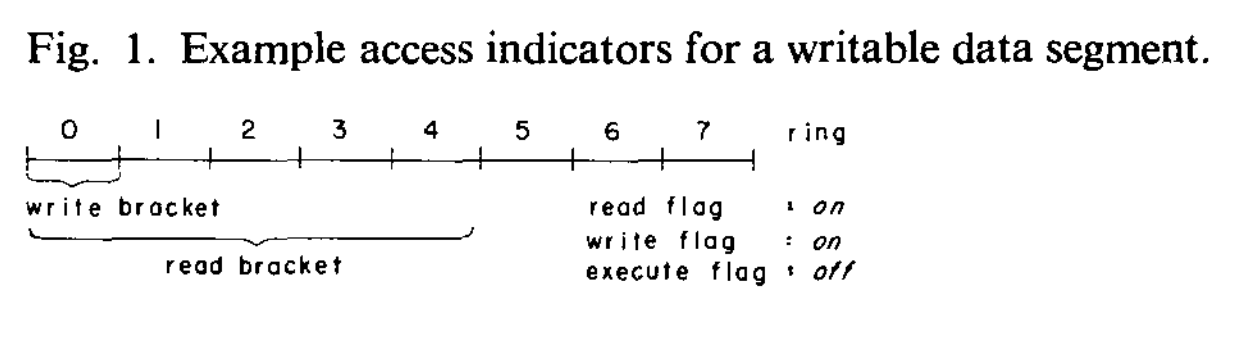 Fig. 1. Example access indicators for a writable data segment.
0 1 2 3 4 5 6 7 ring
write bracket
read flag : on
write flag : on
read bracket
execute flag : off